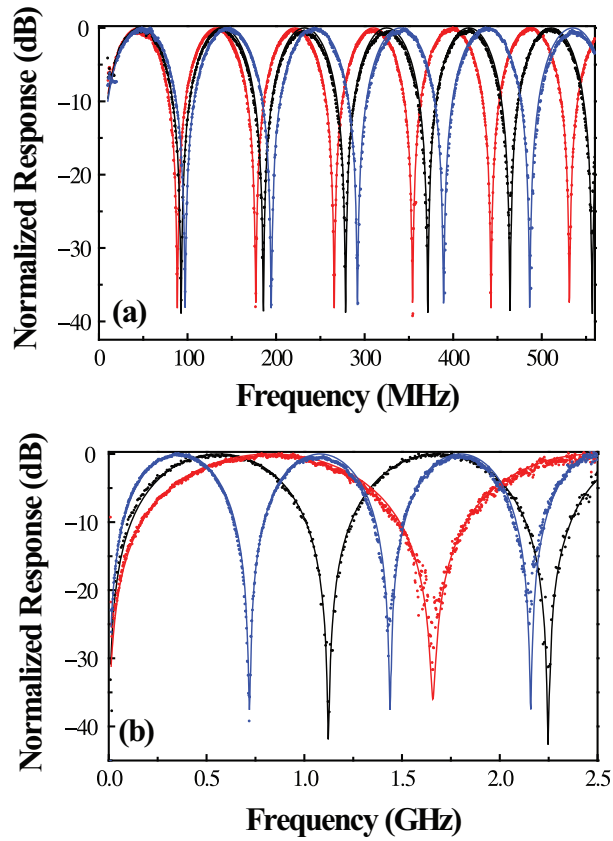 Normalized Response (dB)
0
−10
−20
−30
−40
(a)
0 100 200 300 400 500
Frequency (MHz)
Normalized Response (dB)
0
−10
−20
−30
−40
(b)
0.0 0.5 1.0 1.5 2.0 2.5
Frequency (GHz)